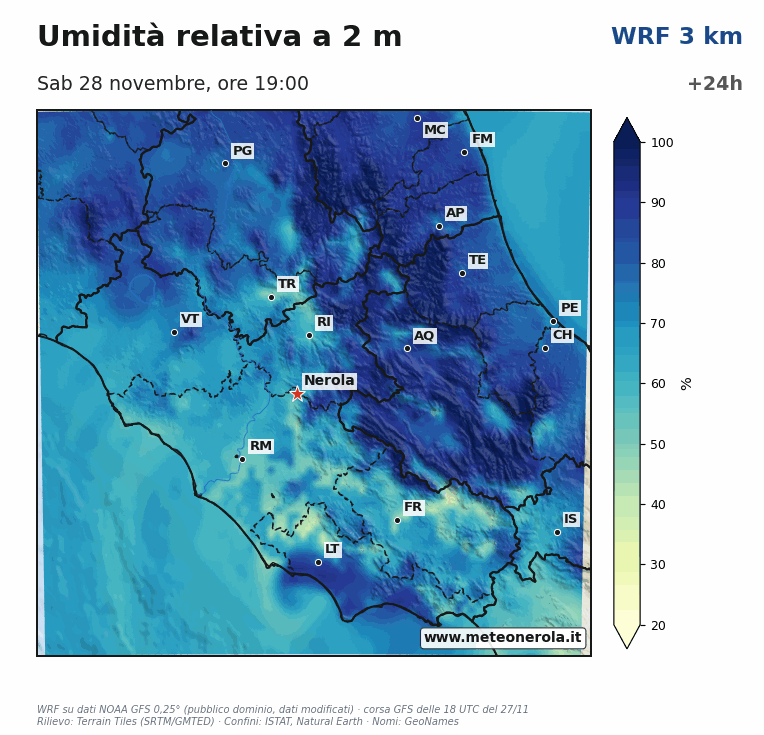 Umidità relativa a 2 m
WRF 3 km
Sab 28 novembre, ore 19:00
+24h
MC
FM
PG
AP
TE
TR
PE
VT
RI
AQ
CH
Nerola
RM
FR
IS
LT
www.meteonerola.it
100
90
80
70
60
50
40
30
20
%
WRF su dati NOAA GFS 0,25° (pubblico dominio, dati modificati) · corsa GFS delle 18 UTC del 27/11
Rilievo: Terrain Tiles (SRTM/GMTED) · Confini: ISTAT, Natural Earth · Nomi: GeoNames